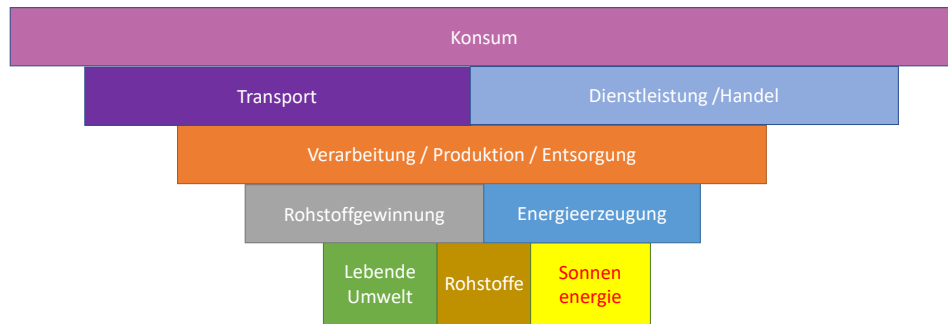 Konsum
Transport
Dienstleistung /Handel
Verarbeitung / Produktion / Entsorgung
Rohstoffgewinnung
Energieerzeugung
Lebende
Umwelt
Rohstoffe
Sonnen
energie